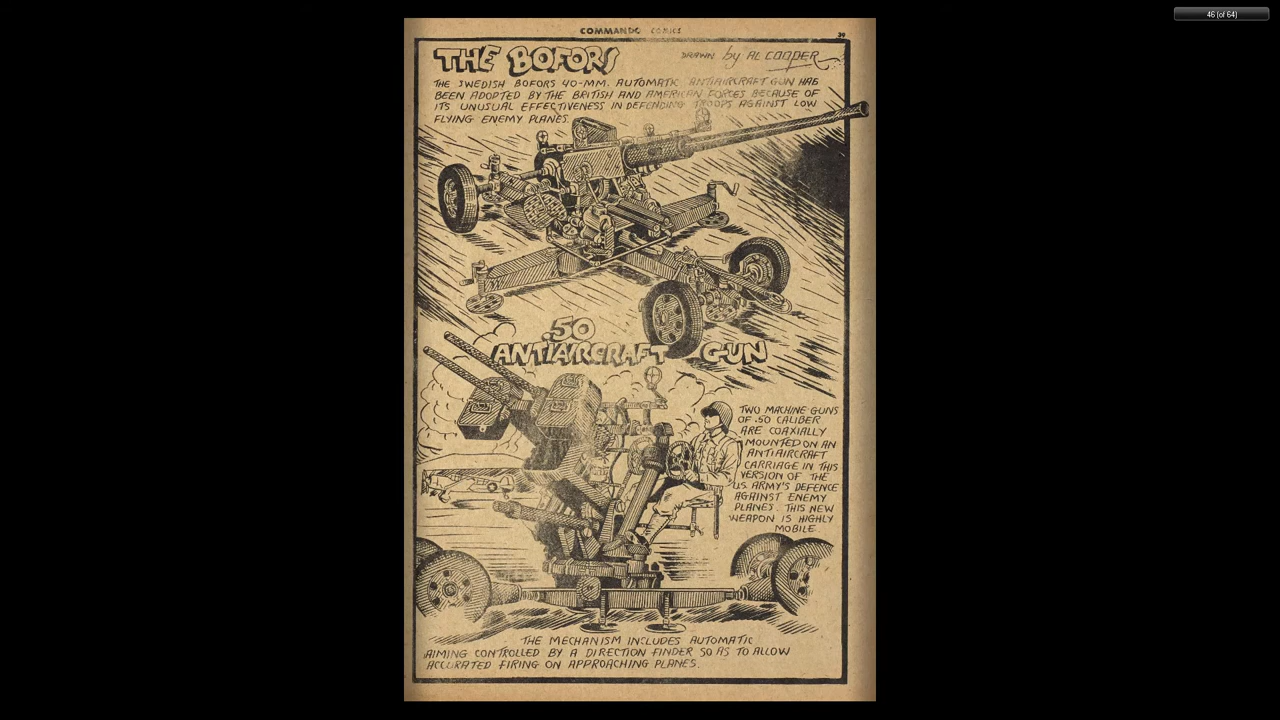 46 (of 64)
COMMANDO COMICS
39
THE BOFORS
DRAWN by AL COOPER
THE SWEDISH BOFORS 40-MM. AUTOMATIC ANTIAIRCRAFT GUN HAS
BEEN ADOPTED BY THE BRITISH AND AMERICAN FORCES BECAUSE OF
ITS UNUSUAL EFFECTIVENESS IN DEFENDING TROOPS AGAINST LOW
FLYING ENEMY PLANES.
.50
ANTIAIRCRAFT GUN
TWO MACHINE GUNS
OF .50 CALIBER
ARE COAXIALLY
MOUNTED ON AN
ANTIAIRCRAFT
CARRIAGE IN THIS
VERSION OF THE
U.S. ARMY'S DEFENCE
AGAINST ENEMY
PLANES. THIS NEW
WEAPON IS HIGHLY
MOBILE
THE MECHANISM INCLUDES AUTOMATIC
AIMING CONTROLLED BY A DIRECTION FINDER SO AS TO ALLOW
ACCURATED FIRING ON APPROACHING PLANES.